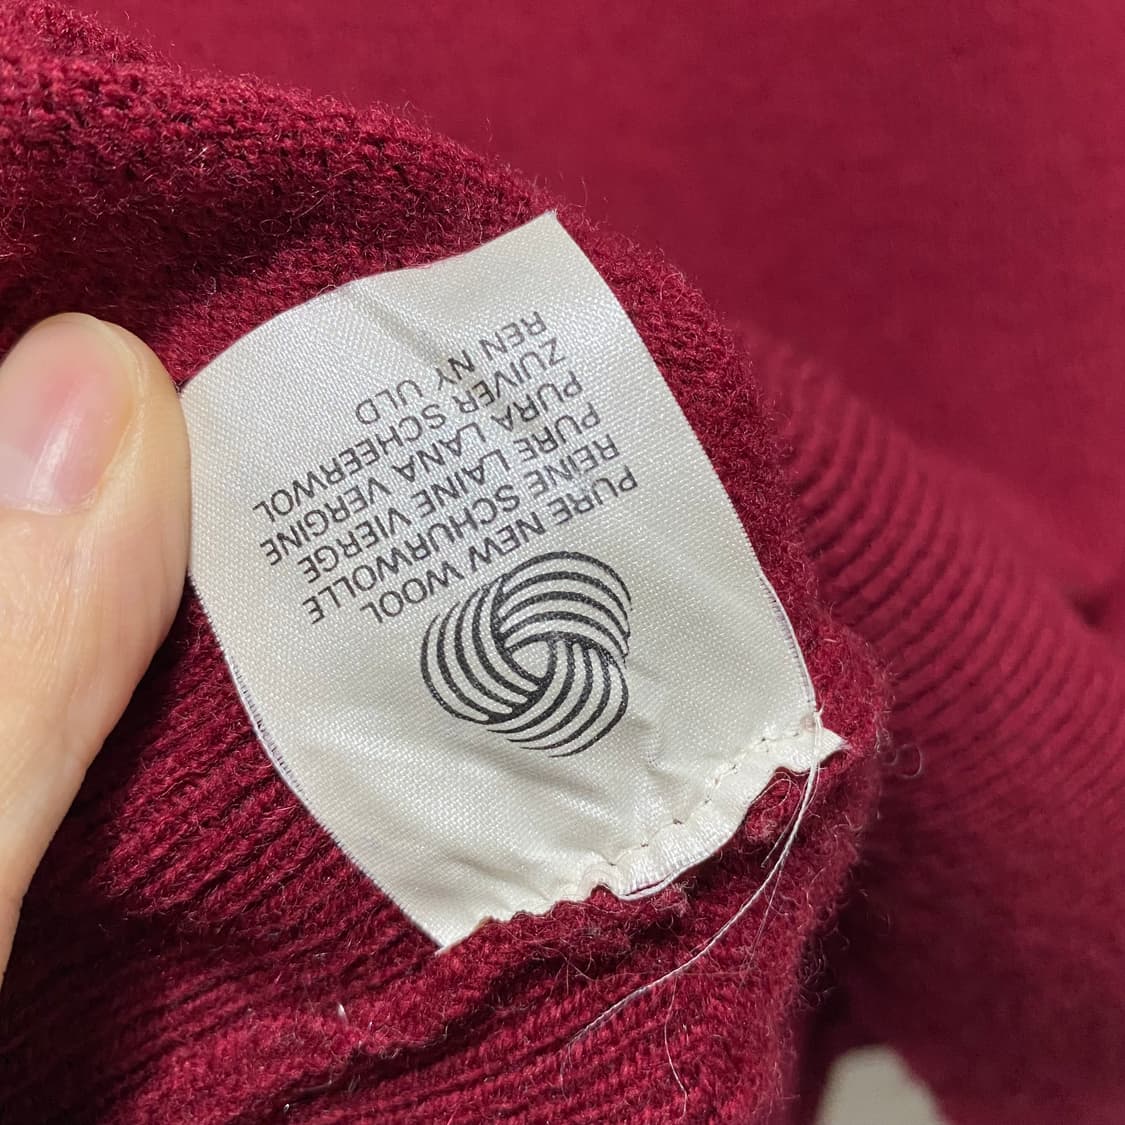 PURE NEW WOOL
REINE SCHURWOLLE
PURE LAINE VIERGE
PURA LANA VERGINE
ZUIVER SCHEERWOL
REN NY ULD